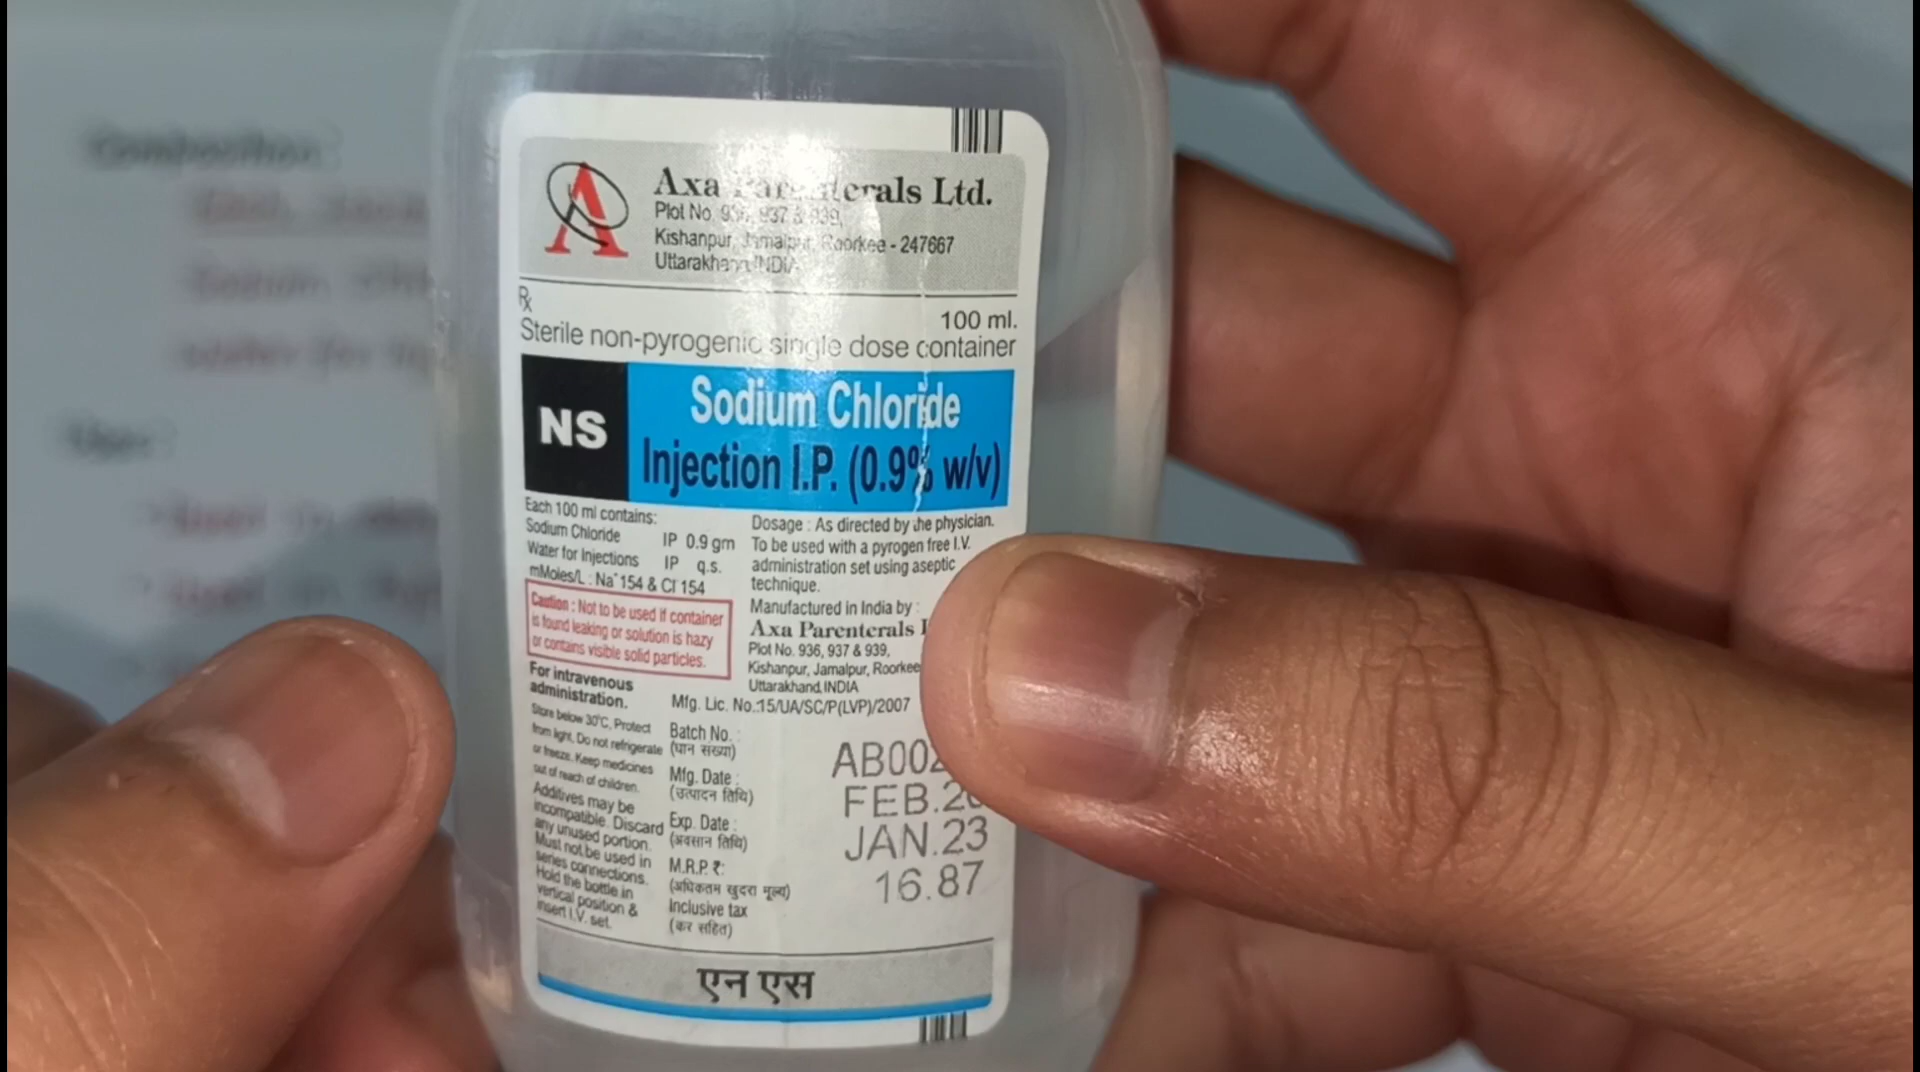 Axa Parenterals Ltd.
Plot No. 936, 937 & 939,
Kishanpur, Jamalpur, Roorkee - 247667
Uttarakhand, INDIA
Rx
100 ml.
Sterile non-pyrogenic single dose container
NS
Sodium Chloride
Injection I.P. (0.9% w/v)
Each 100 ml contains:
Sodium Chloride IP 0.9 gm
Water for Injections IP q.s.
mMoles/L : Na⁺ 154 & Cl⁻ 154
Caution : Not to be used if container
is found leaking or solution is hazy
or contains visible solid particles.
For intravenous
administration.
Store below 30°C, Protect
from light, Do not refrigerate
or freeze. Keep medicines
out of reach of children.
Additives may be
incompatible. Discard
any unused portion.
Must not be used in
series connections.
Hold the bottle in
vertical position &
insert I.V. set.
Dosage : As directed by the physician.
To be used with a pyrogen free I.V.
administration set using aseptic
technique.
Manufactured in India by :
Axa Parenterals
Plot No. 936, 937 & 939,
Kishanpur, Jamalpur, Roorkee
Uttarakhand, INDIA
Mfg. Lic. No.:15/UA/SC/P(LVP)/2007
Batch No. : AB002
(घान संख्या)
Mfg. Date : FEB.20
(उत्पादन तिथि)
Exp. Date : JAN.23
(अवसान तिथि)
M.R.P. ₹: 16.87
(अधिकतम खुदरा मूल्य)
Inclusive tax
(कर सहित)
एन एस